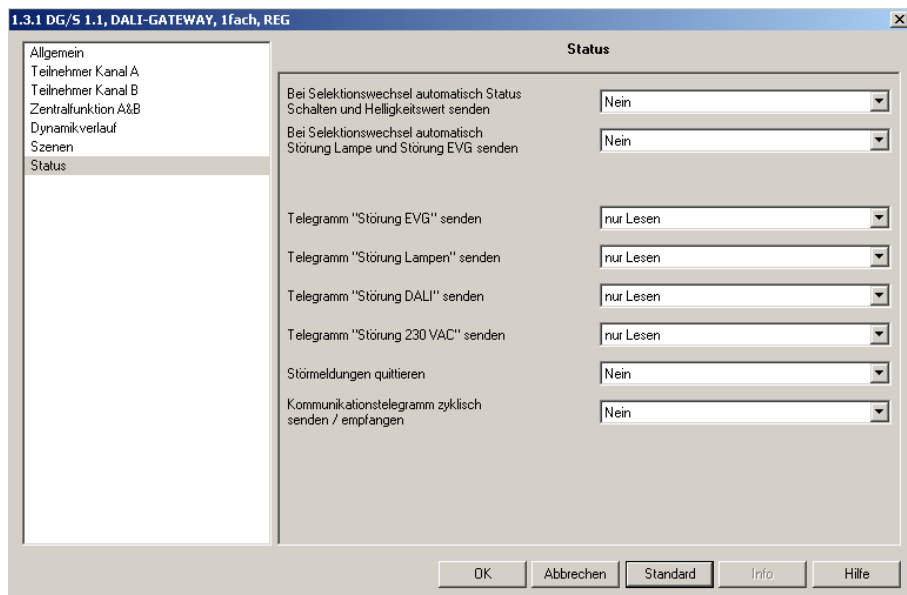 1.3.1 DG/S 1.1, DALI-GATEWAY, 1fach, REG
Allgemein
Teilnehmer Kanal A
Teilnehmer Kanal B
Zentralfunktion A&B
Dynamikverlauf
Szenen
Status
Status
Bei Selektionswechsel automatisch Status
Schalten und Helligkeitswert senden
Nein
Bei Selektionswechsel automatisch
Störung Lampe und Störung EVG senden
Nein
Telegramm "Störung EVG" senden
nur Lesen
Telegramm "Störung Lampen" senden
nur Lesen
Telegramm "Störung DALI" senden
nur Lesen
Telegramm "Störung 230 VAC" senden
nur Lesen
Störmeldungen quittieren
Nein
Kommunikationstelegramm zyklisch
senden / empfangen
Nein
OK
Abbrechen
Standard
Info
Hilfe